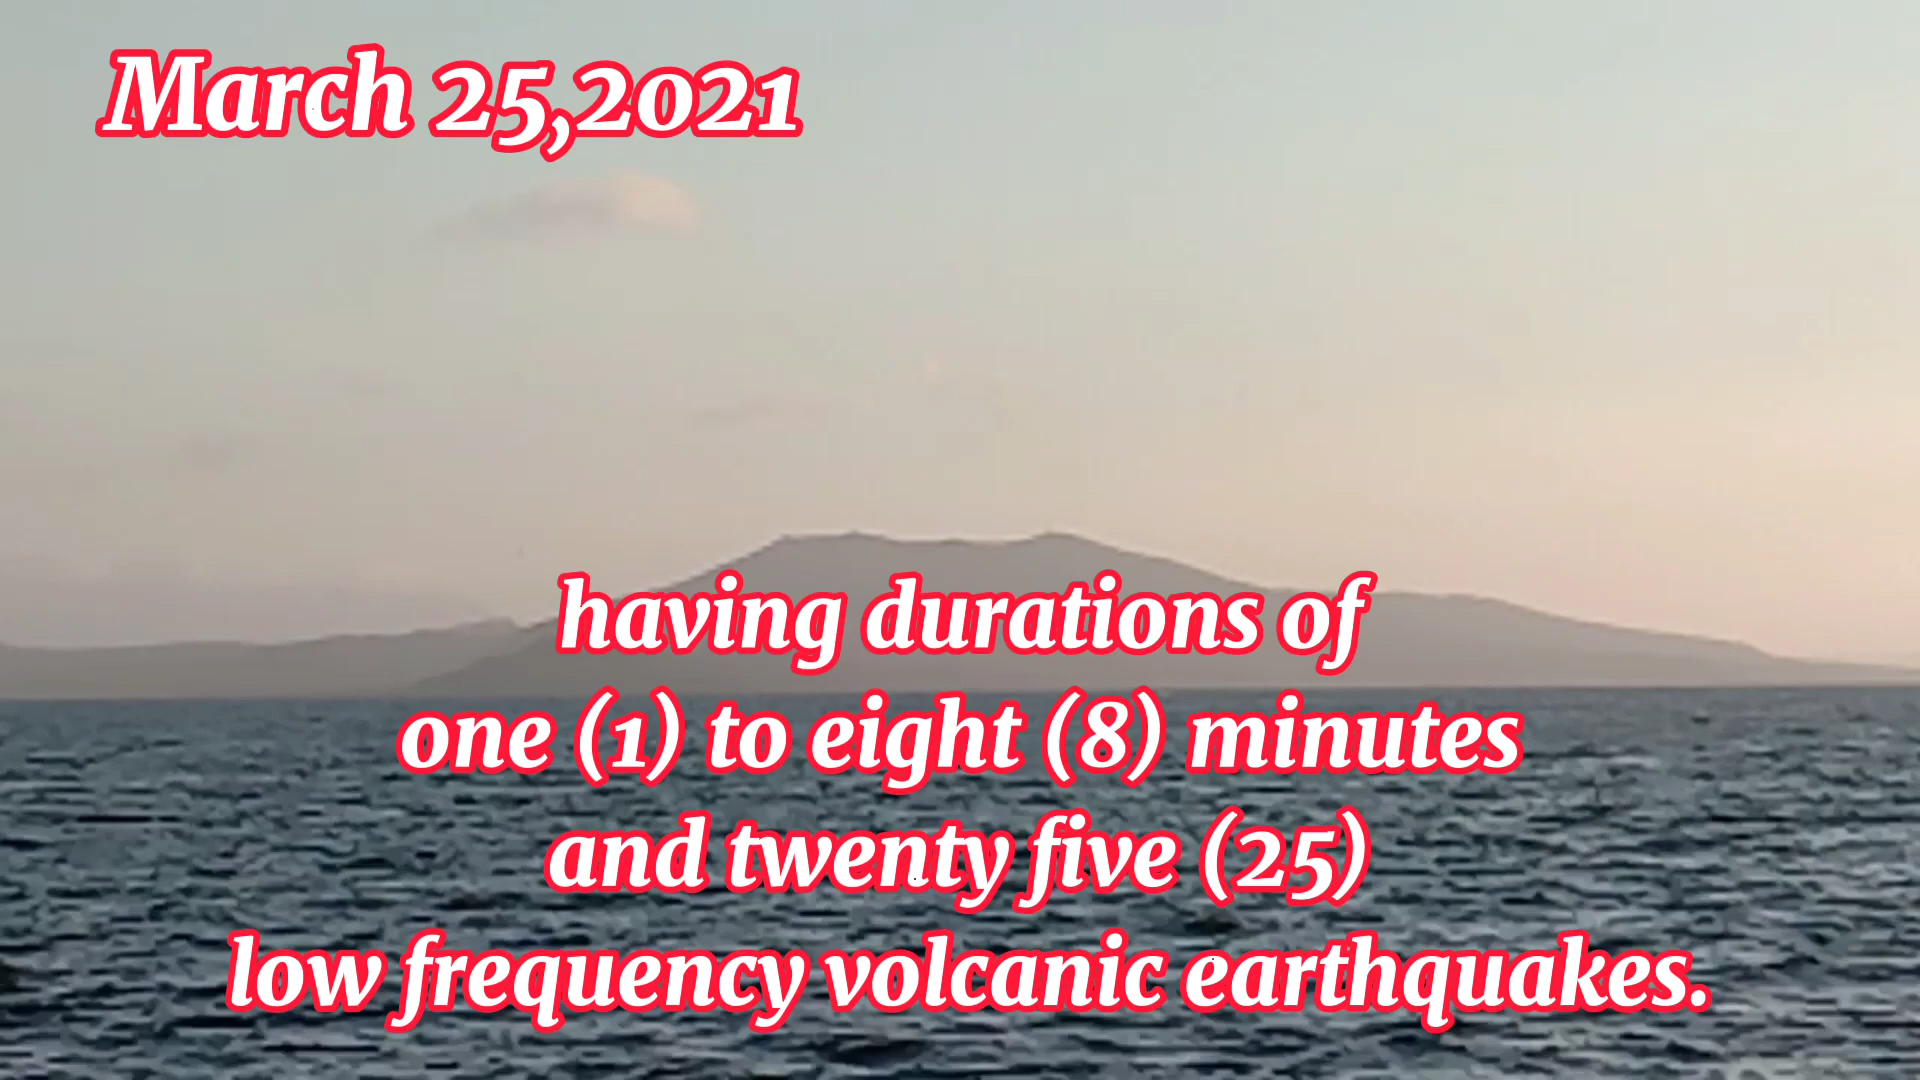 March 25,2021
having durations of
one (1) to eight (8) minutes
and twenty five (25)
low frequency volcanic earthquakes.